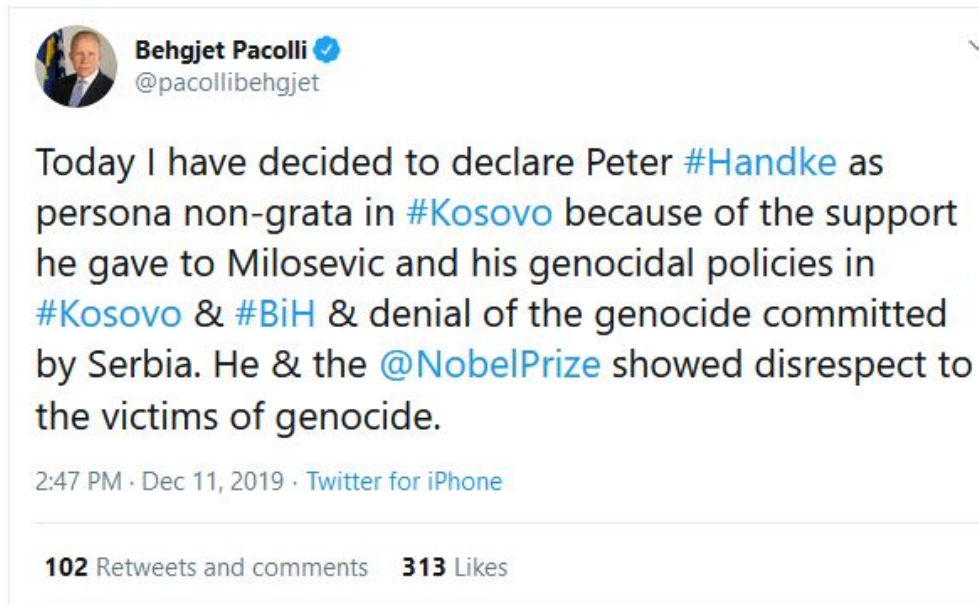 Behgjet Pacolli
@pacollibehgjet
Today I have decided to declare Peter #Handke as
persona non-grata in #Kosovo because of the support
he gave to Milosevic and his genocidal policies in
#Kosovo & #BiH & denial of the genocide committed
by Serbia. He & the @NobelPrize showed disrespect to
the victims of genocide.
2:47 PM · Dec 11, 2019 · Twitter for iPhone
102 Retweets and comments 313 Likes